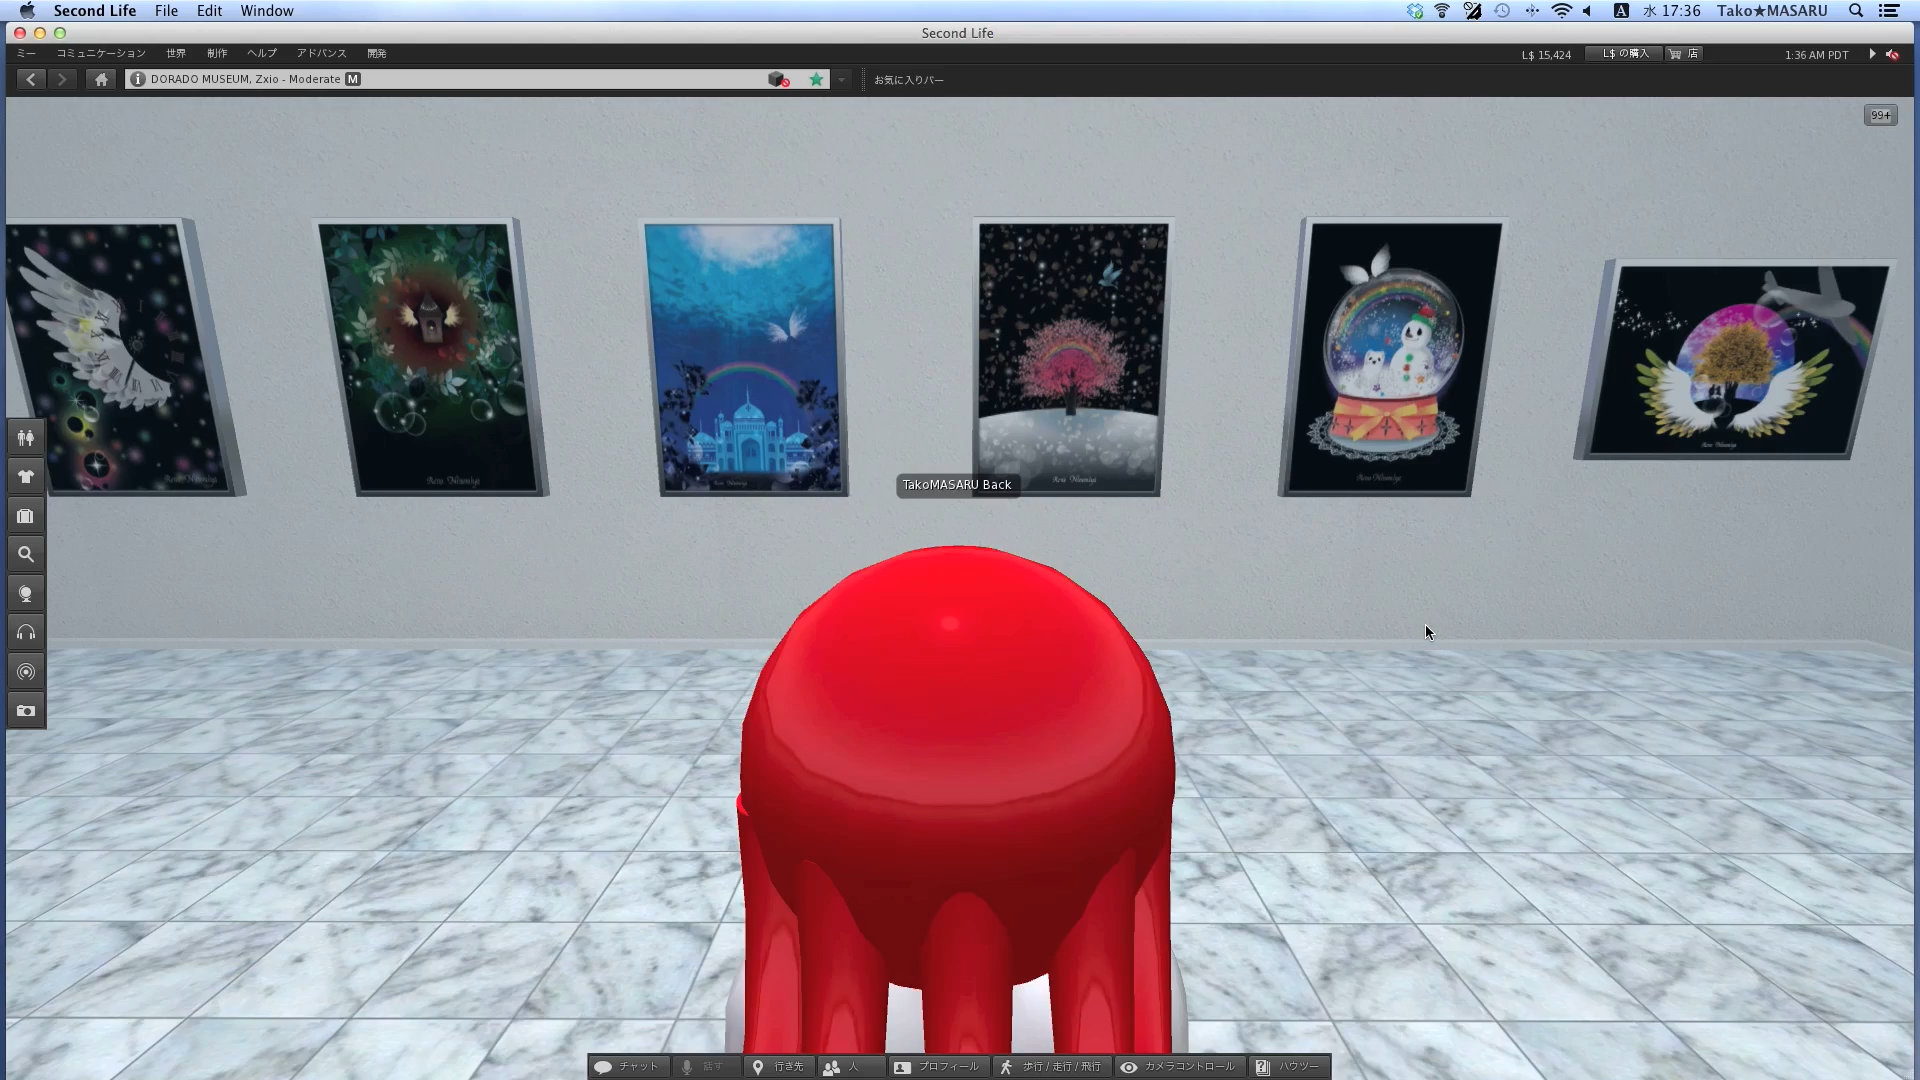 Second Life File Edit Window
A 水 17:36 Tako★MASARU
Second Life
ミー コミュニケーション 世界 制作 ヘルプ アドバンス 開発
L$ 15,424 L$ の購入 店 1:36 AM PDT
DORADO MUSEUM, Zxio - Moderate M
お気に入りバー
99+
TakoMASARU Back
チャット 話す 行き先 人 プロフィール 歩行 / 走行 / 飛行 カメラコントロール ハウツー